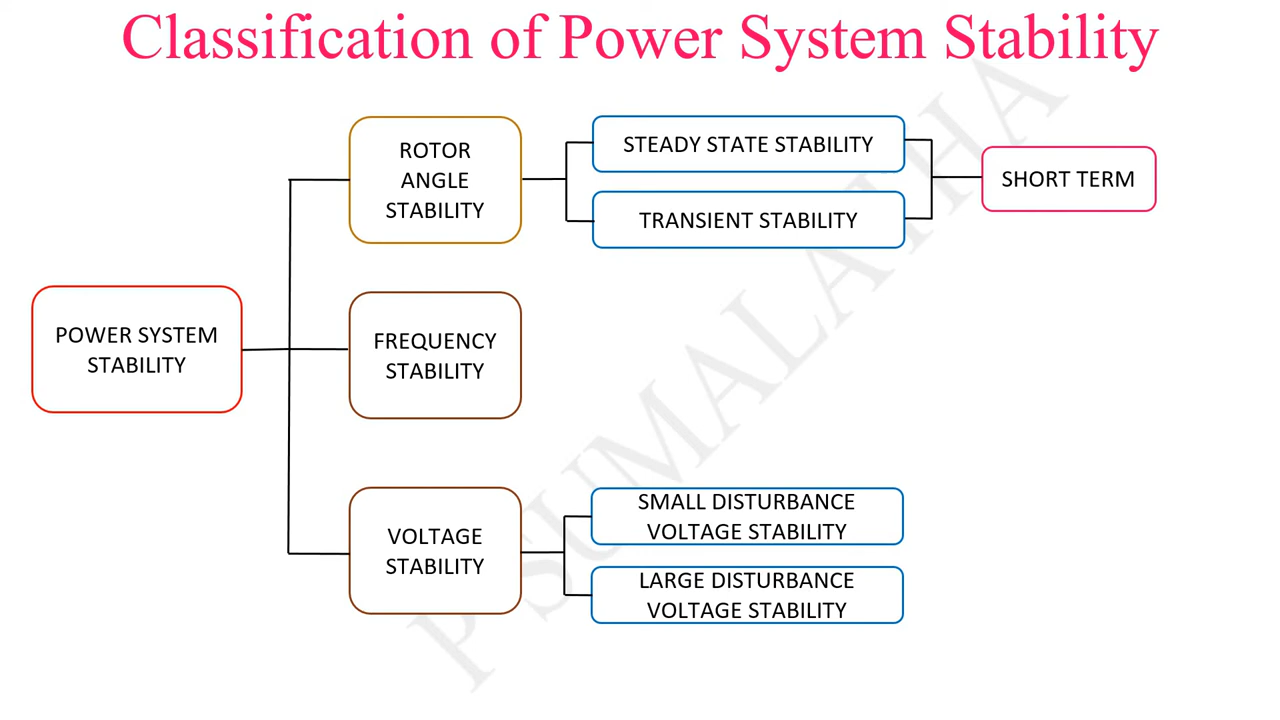 Classification of Power System Stability
ROTOR
ANGLE
STABILITY
STEADY STATE STABILITY
TRANSIENT STABILITY
SHORT TERM
POWER SYSTEM
STABILITY
FREQUENCY
STABILITY
VOLTAGE
STABILITY
SMALL DISTURBANCE
VOLTAGE STABILITY
LARGE DISTURBANCE
VOLTAGE STABILITY
P SUMALATHA